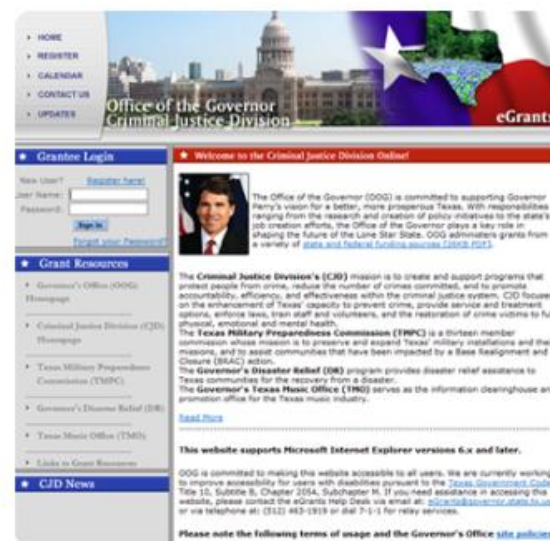 HOME
REGISTER
CALENDAR
CONTACT US
UPDATES
Office of the Governor
Criminal Justice Division
eGrants
Grantee Login
New User? Register here!
User Name:
Password:
Sign In
Forgot your Password?
Grant Resources
Governor's Office (OOG)
Homepage
Criminal Justice Division (CJD)
Homepage
Texas Military Preparedness
Commission (TMPC)
Governor's Disaster Relief (DR)
Texas Music Office (TMO)
Links to Grant Resources
CJD News
Welcome to the Criminal Justice Division Online!
The Office of the Governor (OOG) is committed to supporting Governor
Perry's vision for a better, more prosperous Texas. With responsibilities
ranging from the research and creation of policy initiatives to the state's
job creation efforts, the Office of the Governor plays a key role in
shaping the future of the Lone Star State. OOG administers grants from
a variety of state and federal funding sources
The Criminal Justice Division's (CJD) mission is to create and support programs that
protect people from crime, reduce the number of crimes committed, and to promote
accountability, efficiency, and effectiveness within the criminal justice system. CJD focuses
on the enhancement of Texas' capacity to prevent crime, provide service and treatment
options, enforce laws, train staff and volunteers, and the restoration of crime victims to fu
physical, emotional and mental health.
The Texas Military Preparedness Commission (TMPC) is a thirteen member
commission whose mission is to preserve and expand Texas' military installations and the
missions, and to assist communities that have been impacted by a Base Realignment and
Closure (BRAC) action.
The Governor's Disaster Relief (DR) program provides disaster relief assistance to
Texas communities for the recovery from a disaster.
The Governor's Texas Music Office (TMO) serves as the information clearinghouse an
promotion office for the Texas music industry.
Read More
This website supports Microsoft Internet Explorer versions 6.x and later.
OOG is committed to making this website accessible to all users. We are currently working
to improve accessibility for users with disabilities pursuant to the Texas Government Code
Title 10, Subtitle B, Chapter 2054, Subchapter M. If you need assistance in accessing this
website, please contact the eGrants Help Desk via email at: eGrants@governor.state.tx.us
or via telephone at: (512) 463-1919 or dial 7-1-1 for relay services.
Please note the following terms of usage and the Governor's Office site policies